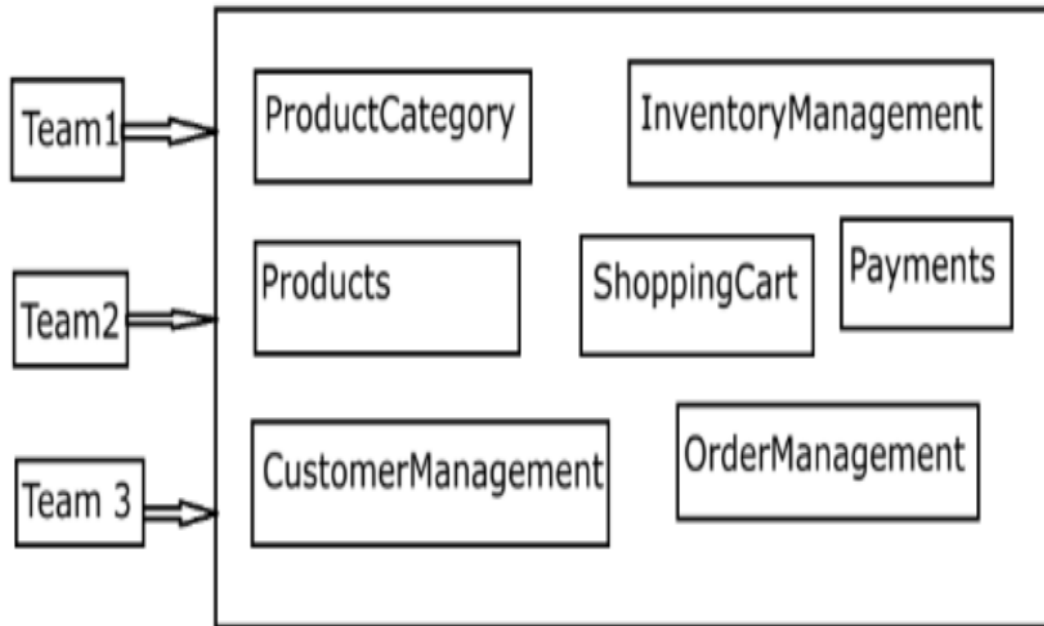 Team1
ProductCategory
InventoryManagement
Team2
Products
ShoppingCart
Payments
Team 3
CustomerManagement
OrderManagement